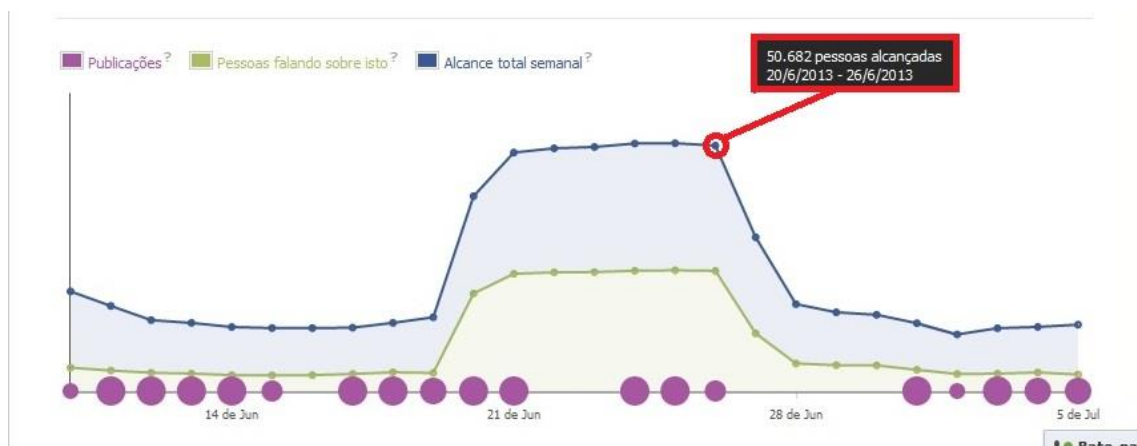 Publicações ?
Pessoas falando sobre isto ?
Alcance total semanal ?
50.682 pessoas alcançadas
20/6/2013 - 26/6/2013
14 de Jun
21 de Jun
28 de Jun
5 de Jul